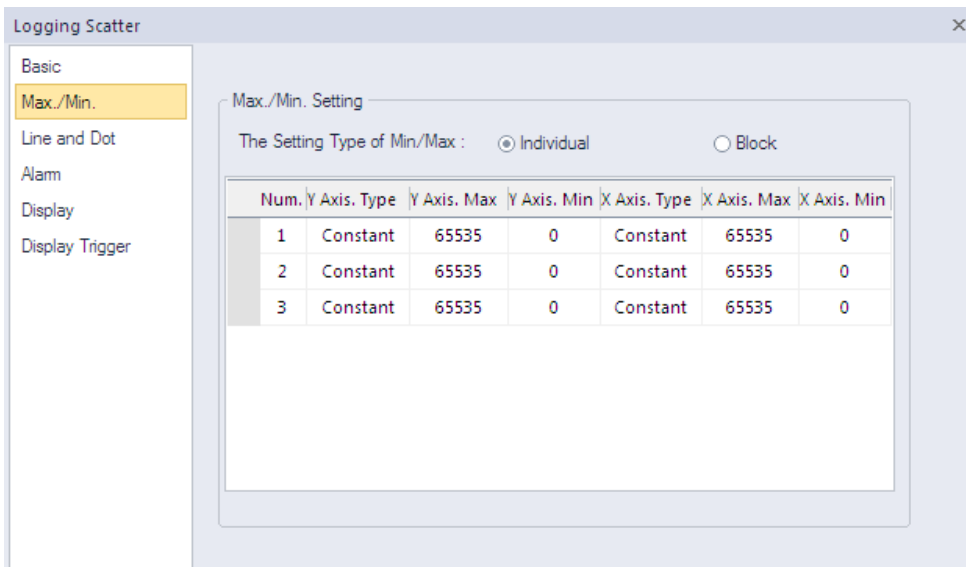 Logging Scatter
Basic
Max./Min.
Line and Dot
Alarm
Display
Display Trigger
Max./Min. Setting
The Setting Type of Min/Max : Individual Block
Num. Y Axis. Type Y Axis. Max Y Axis. Min X Axis. Type X Axis. Max X Axis. Min
1 Constant 65535 0 Constant 65535 0
2 Constant 65535 0 Constant 65535 0
3 Constant 65535 0 Constant 65535 0